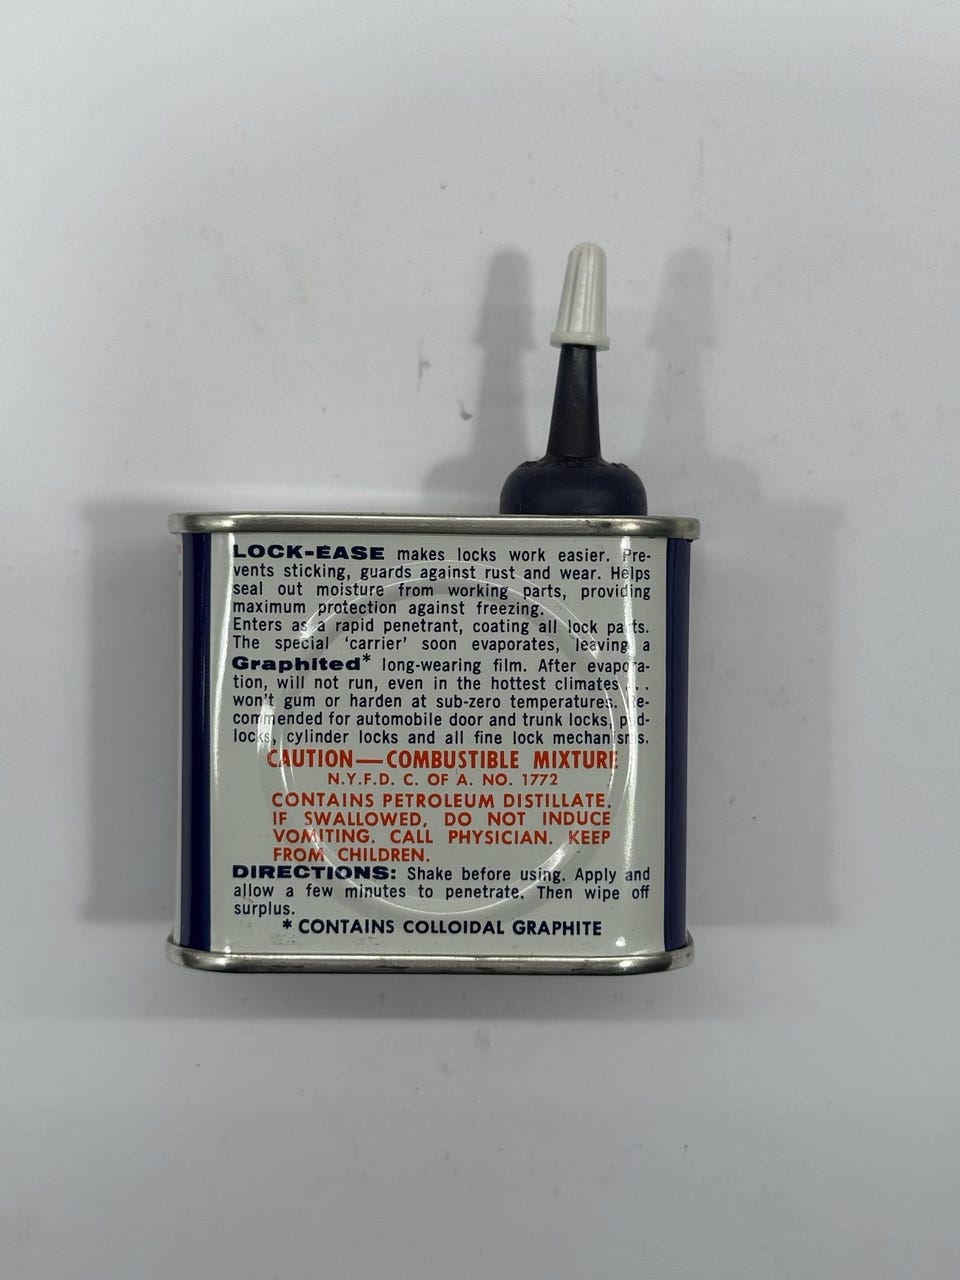 LOCK-EASE makes locks work easier. Pre-
vents sticking, guards against rust and wear. Helps
seal out moisture from working parts, providing
maximum protection against freezing.
Enters as a rapid penetrant, coating all lock parts.
The special 'carrier' soon evaporates, leaving a
Graphited* long-wearing film. After evapora-
tion, will not run, even in the hottest climates . . .
won't gum or harden at sub-zero temperatures. Re-
commended for automobile door and trunk locks, pad-
locks, cylinder locks and all fine lock mechanisms.
CAUTION—COMBUSTIBLE MIXTURE
N.Y.F.D. C. OF A. NO. 1772
CONTAINS PETROLEUM DISTILLATE.
IF SWALLOWED, DO NOT INDUCE
VOMITING. CALL PHYSICIAN. KEEP
FROM CHILDREN.
DIRECTIONS: Shake before using. Apply and
allow a few minutes to penetrate. Then wipe off
surplus.
* CONTAINS COLLOIDAL GRAPHITE